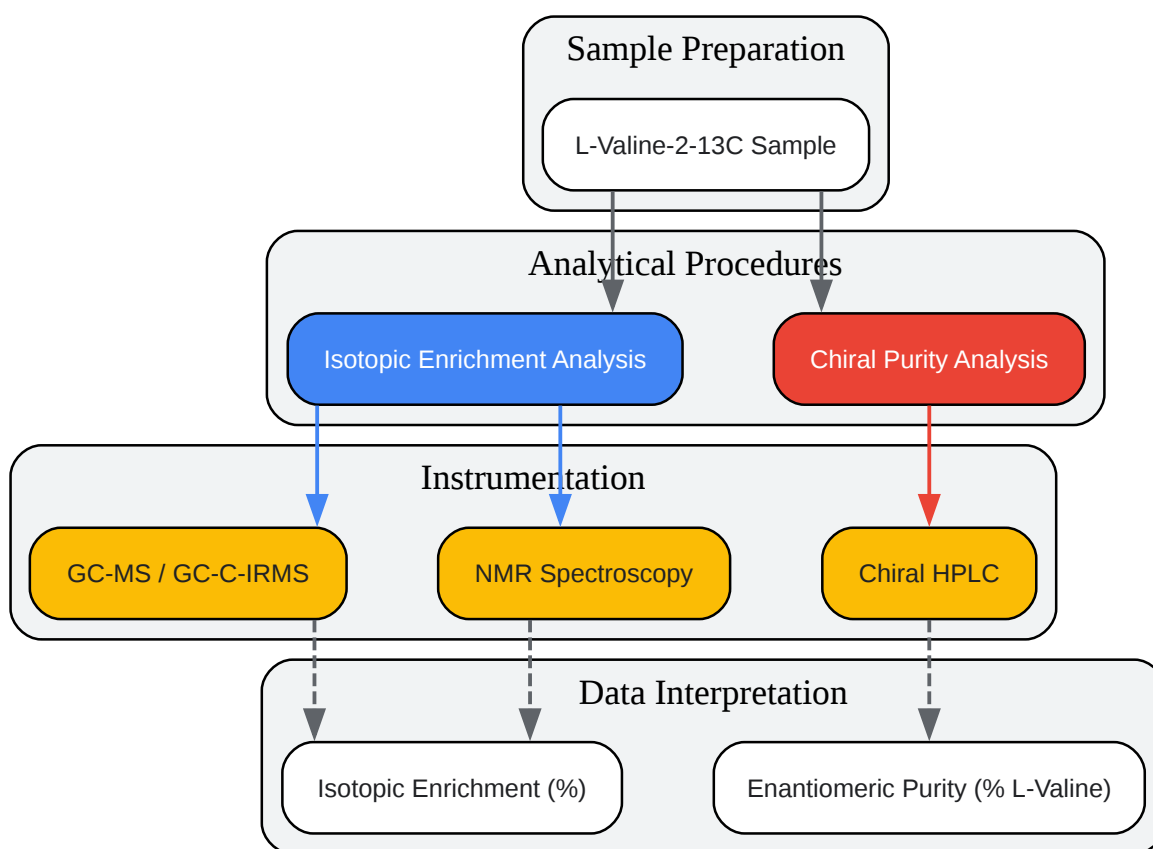 Sample Preparation
L-Valine-2-13C Sample
Analytical Procedures
Isotopic Enrichment Analysis
Chiral Purity Analysis
Instrumentation
GC-MS / GC-C-IRMS
NMR Spectroscopy
Chiral HPLC
Data Interpretation
Isotopic Enrichment (%)
Enantiomeric Purity (% L-Valine)